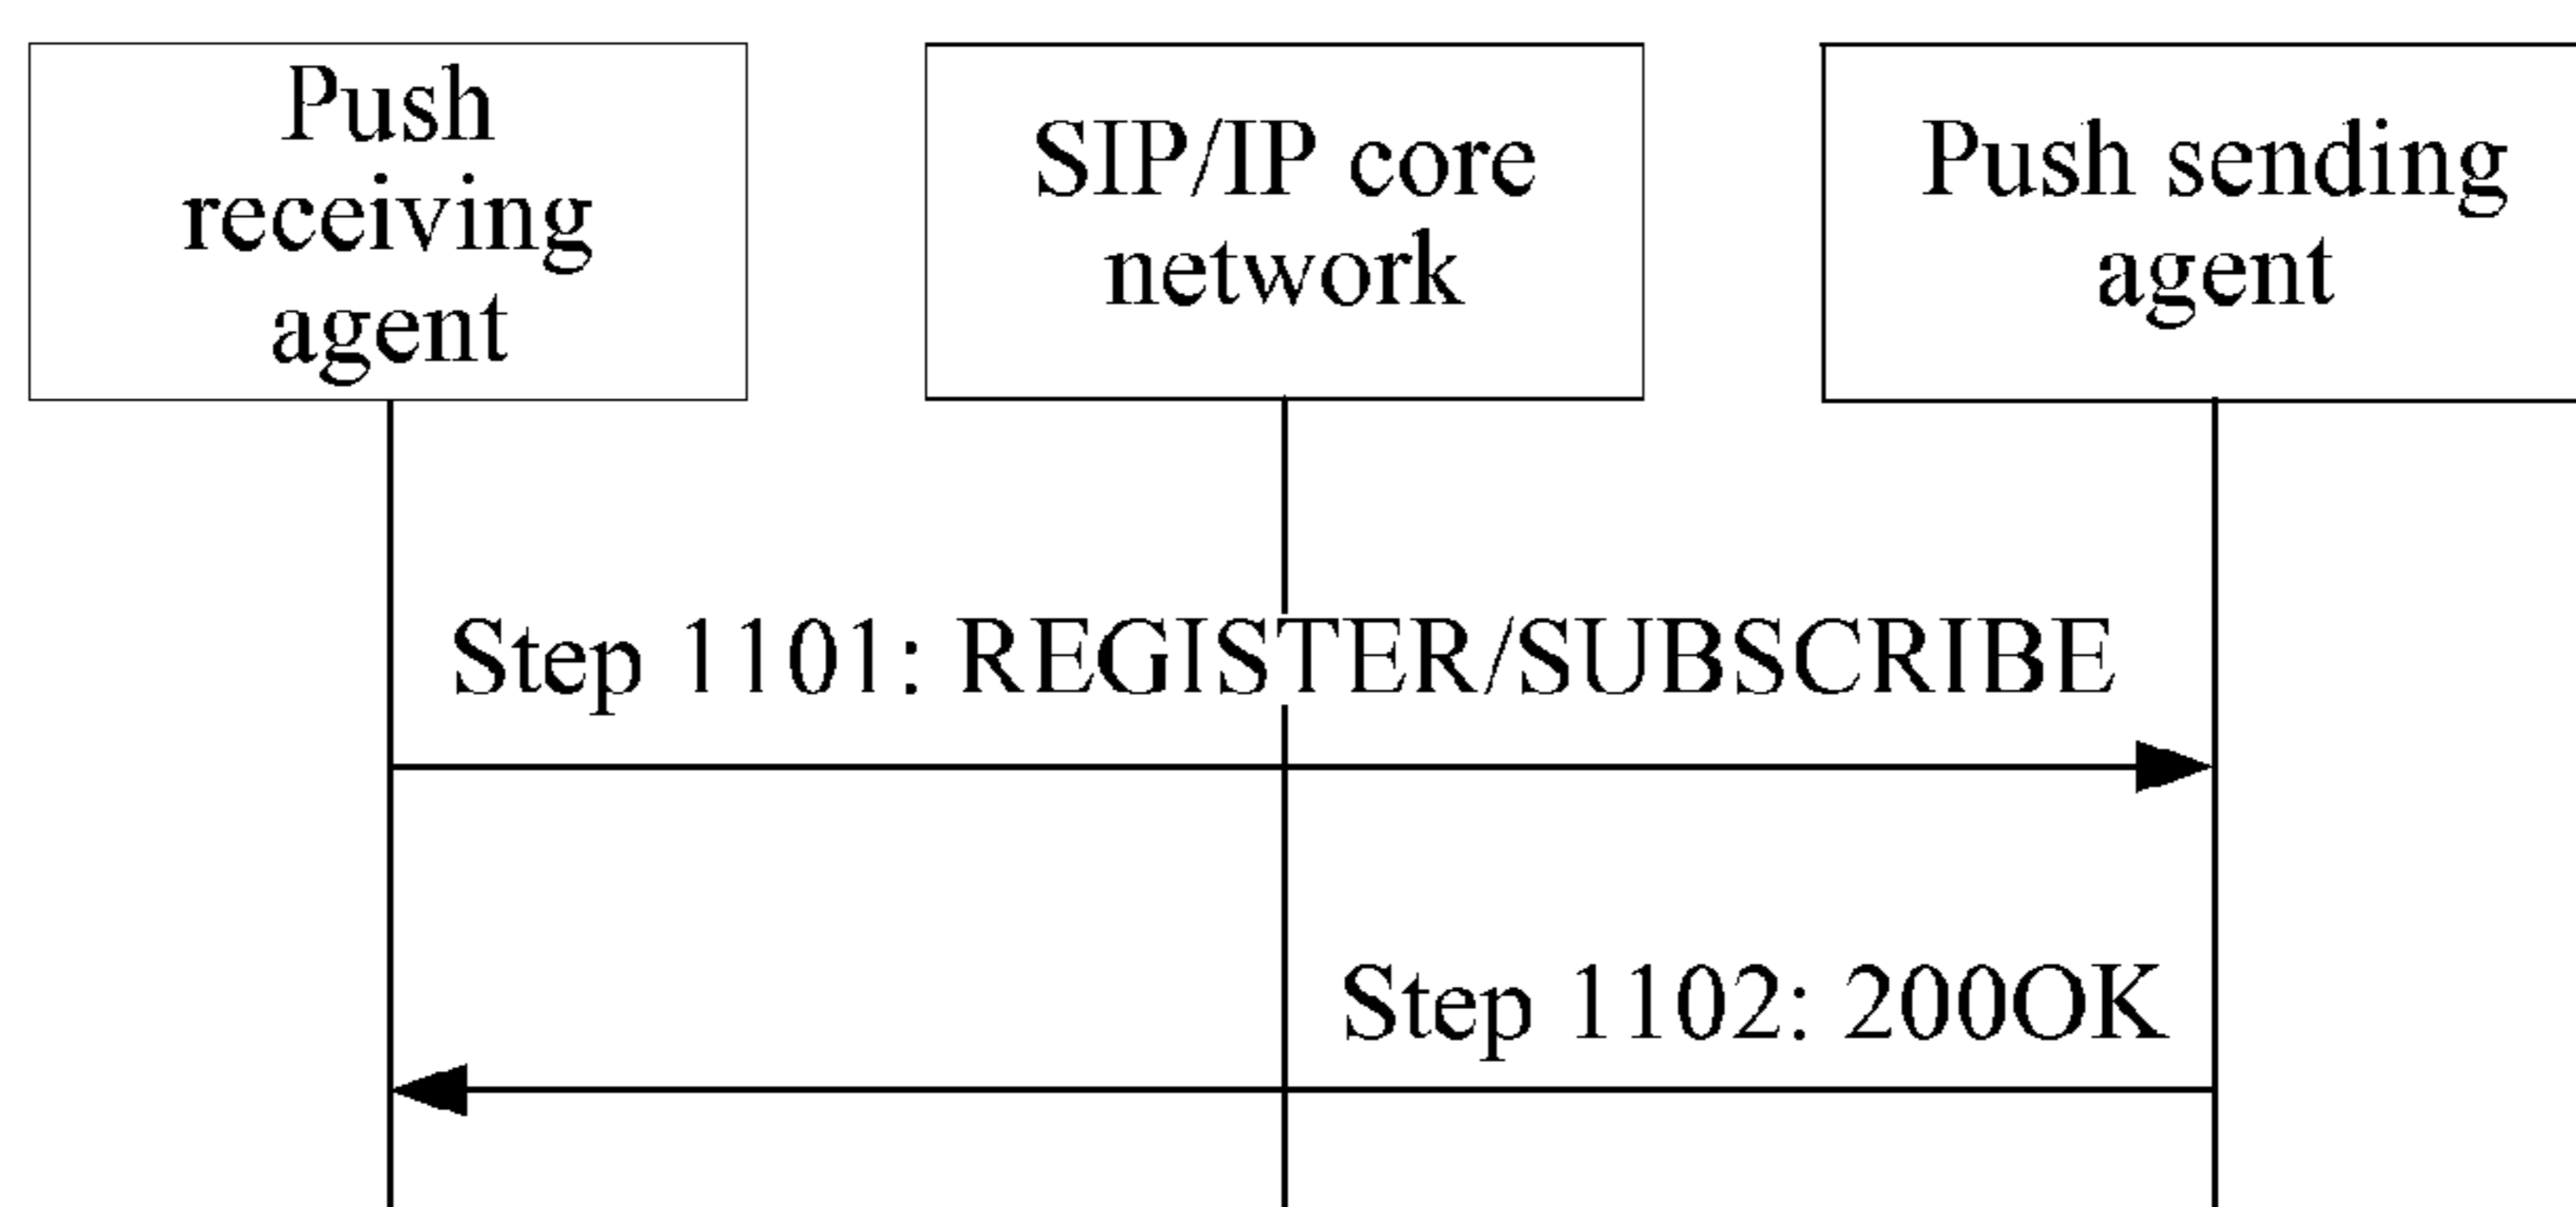 Push
receiving
agent
SIP/IP core
network
Push sending
agent
Step 1101: REGISTER/SUBSCRIBE
Step 1102: 200OK